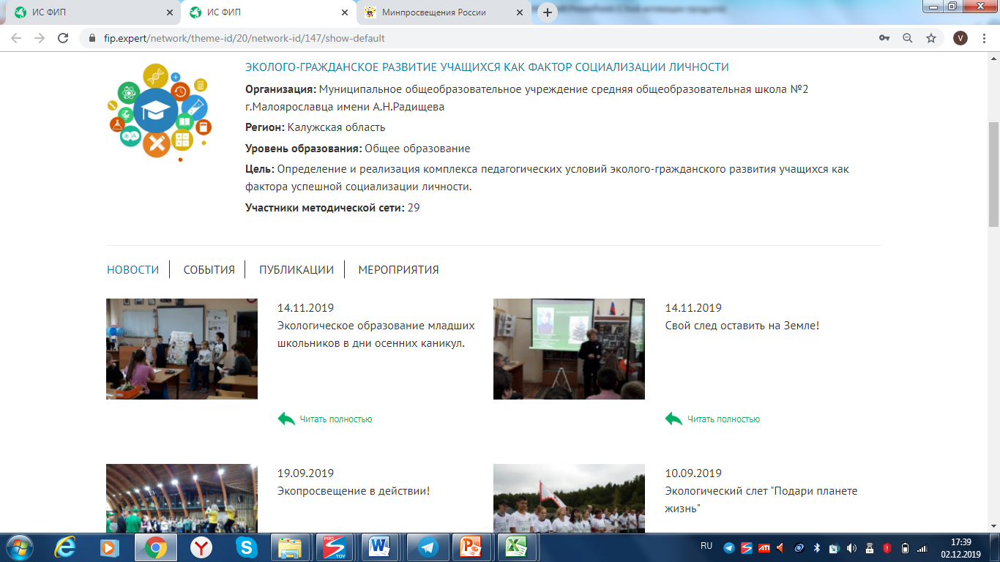 ИС ФИП
ИС ФИП
Минпросвещения России
fip.expert/network/theme-id/20/network-id/147/show-default
V
ЭКОЛОГО-ГРАЖДАНСКОЕ РАЗВИТИЕ УЧАЩИХСЯ КАК ФАКТОР СОЦИАЛИЗАЦИИ ЛИЧНОСТИ
Организация: Муниципальное общеобразовательное учреждение средняя общеобразовательная школа №2
г.Малоярославца имени А.Н.Радищева
Регион: Калужская область
Уровень образования: Общее образование
Цель: Определение и реализация комплекса педагогических условий эколого-гражданского развития учащихся как
фактора успешной социализации личности.
Участники методической сети: 29
НОВОСТИ
СОБЫТИЯ
ПУБЛИКАЦИИ
МЕРОПРИЯТИЯ
14.11.2019
Экологическое образование младших
школьников в дни осенних каникул.
Читать полностью
14.11.2019
Свой след оставить на Земле!
Читать полностью
19.09.2019
Экопросвещение в действии!
10.09.2019
Экологический слет "Подари планете
жизнь"
PRO
TOY
RU
ATI
17:39
02.12.2019